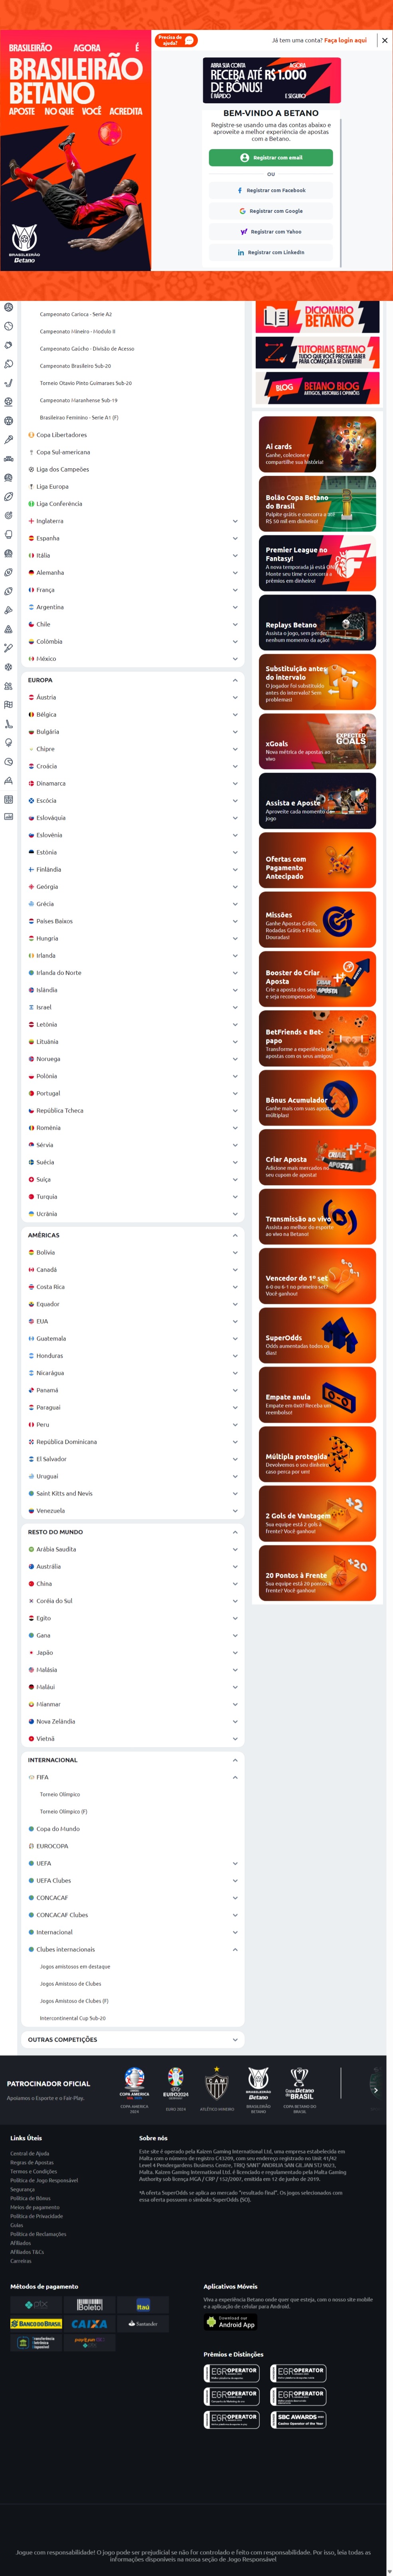 BRASILEIRÃO AGORA É
BRASILEIRÃO
BETANO
APOSTE NO QUE VOCÊ ACREDITA
BRASILEIRÃO
Betano
Precisa de
ajuda?
Já tem uma conta? Faça login aqui
ABRA SUA CONTA AGORA
RECEBA ATÉ R$ 1.000
DE BÔNUS!
É RÁPIDO E SEGURO
BEM-VINDO A BETANO
Registre-se usando uma das contas abaixo e
aproveite a melhor experiência de apostas
com a Betano.
Registrar com email
OU
Registrar com Facebook
Registrar com Google
Registrar com Yahoo
Registrar com LinkedIn
Campeonato Carioca - Serie A2
Campeonato Mineiro - Modulo II
Campeonato Gaúcho - Divisão de Acesso
Campeonato Brasileiro Sub-20
Torneio Otavio Pinto Guimaraes Sub-20
Campeonato Maranhense Sub-19
Brasileirao Feminino - Serie A1 (F)
Copa Libertadores
Copa Sul-americana
Liga dos Campeões
Liga Europa
Liga Conferência
Inglaterra
Espanha
Itália
Alemanha
França
Argentina
Chile
Colômbia
México
EUROPA
Áustria
Bélgica
Bulgária
Chipre
Croácia
Dinamarca
Escócia
Eslováquia
Eslovénia
Estónia
Finlândia
Geórgia
Grécia
Países Baixos
Hungria
Irlanda
Irlanda do Norte
Islândia
Israel
Letónia
Lituânia
Noruega
Polónia
Portugal
República Tcheca
Romênia
Sérvia
Suécia
Suíça
Turquia
Ucrânia
AMÉRICAS
Bolívia
Canadá
Costa Rica
Equador
EUA
Guatemala
Honduras
Nicarágua
Panamá
Paraguai
Peru
República Dominicana
El Salvador
Uruguai
Saint Kitts and Nevis
Venezuela
RESTO DO MUNDO
Arábia Saudita
Austrália
China
Coréia do Sul
Egito
Gana
Japão
Malásia
Maláui
Mianmar
Nova Zelândia
Vietnã
INTERNACIONAL
FIFA
Torneio Olímpico
Torneio Olímpico (F)
Copa do Mundo
EUROCOPA
UEFA
UEFA Clubes
CONCACAF
CONCACAF Clubes
Internacional
Clubes internacionais
Jogos amistosos em destaque
Jogos Amistoso de Clubes
Jogos Amistoso de Clubes (F)
Intercontinental Cup Sub-20
OUTRAS COMPETIÇÕES
DICIONÁRIO
BETANO
TUTORIAIS BETANO
TUDO QUE VOCÊ PRECISA SABER
PARA COMEÇAR A SE DIVERTIR!
BLOG
BETANO BLOG
ARTIGOS, HISTÓRIAS E OPINIÕES
AI cards
Ganhe, colecione e
compartilhe sua história!
Bolão Copa Betano
do Brasil
Palpite grátis e concorra a até
R$ 50 mil em dinheiro!
Premier League no
Fantasy!
A nova temporada já está ON!
Monte seu time e concorra a
prêmios em dinheiro!
Replays Betano
Assista o jogo, sem perder
nenhum momento da ação!
Substituição antes
do intervalo
O jogador foi substituído
antes do intervalo? Sem
problemas!
xGoals
Nova métrica de apostas ao
vivo
EXPECTED
GOALS
Assista e Aposte
Aproveite cada momento do
jogo
Ofertas com
Pagamento
Antecipado
Missões
Ganhe Apostas Grátis,
Rodadas Grátis e Fichas
Douradas!
Booster do Criar
Aposta
Crie a aposta dos seus sonhos
e seja recompensado
BetFriends e Bet-
papo
Transforme a experiência de
apostas com os seus amigos!
Bônus Acumulador
Ganhe mais com suas apostas
múltiplas!
Criar Aposta
Adicione mais mercados no
seu cupom de aposta!
Transmissão ao vivo
Assista ao melhor do esporte
ao vivo na Betano!
Vencedor do 1º set
6-0 ou 6-1 no primeiro set?
Você ganhou!
SuperOdds
Odds aumentadas todos os
dias!
Empate anula
Empate em 0x0? Receba um
reembolso!
Múltipla protegida
Devolvemos o seu dinheiro
caso perca por um!
2 Gols de Vantagem
Sua equipe está 2 gols à
frente? Você ganhou!
+2
20 Pontos à Frente
Sua equipe está 20 pontos à
frente? Você ganhou!
+20
PATROCINADOR OFICIAL
Apoiamos o Esporte e o Fair-Play.
COPA AMERICA
2024
EURO 2024
ATLÉTICO MINEIRO
BRASILEIRÃO
BETANO
COPA BETANO DO
BRASIL
Links Úteis
Central de Ajuda
Regras de Apostas
Termos e Condições
Política de Jogo Responsável
Segurança
Política de Bônus
Meios de pagamento
Política de Privacidade
Guias
Política de Reclamações
Afiliados
Afiliados T&Cs
Carreiras
Sobre nós
Este site é operado pela Kaizen Gaming International Ltd, uma empresa estabelecida em
Malta com o número de registro C43209, com seu endereço registrado no Unit 41/42
Level 4 Pendergardens Business Centre, TRIQ SANT' ANDRIJA SAN GILJAN STJ 9023,
Malta. Kaizen Gaming International Ltd. é licenciado e regulamentado pela Malta Gaming
Authority sob licença MGA / CRP / 152/2007, emitida em 12 de junho de 2019.
*A oferta SuperOdds se aplica ao mercado "resultado final". Os jogos selecionados com
essa oferta possuem o símbolo SuperOdds (SO).
Métodos de pagamento
pix
Boleto
Itaú
BANCO DO BRASIL
CAIXA
Santander
Aplicativos Móveis
Viva a experiência Betano onde quer que esteja, com o nosso site mobile
e a aplicação de celular para Android.
Download our
Android App
Prêmios e Distinções
EGR OPERATOR
EGR OPERATOR
EGR OPERATOR
EGR OPERATOR
EGR OPERATOR
SBC AWARDS
Casino Operator of the Year
Jogue com responsabilidade! O jogo pode ser prejudicial se não for controlado e feito com responsabilidade. Por isso, leia todas as
informações disponíveis na nossa seção de Jogo Responsável